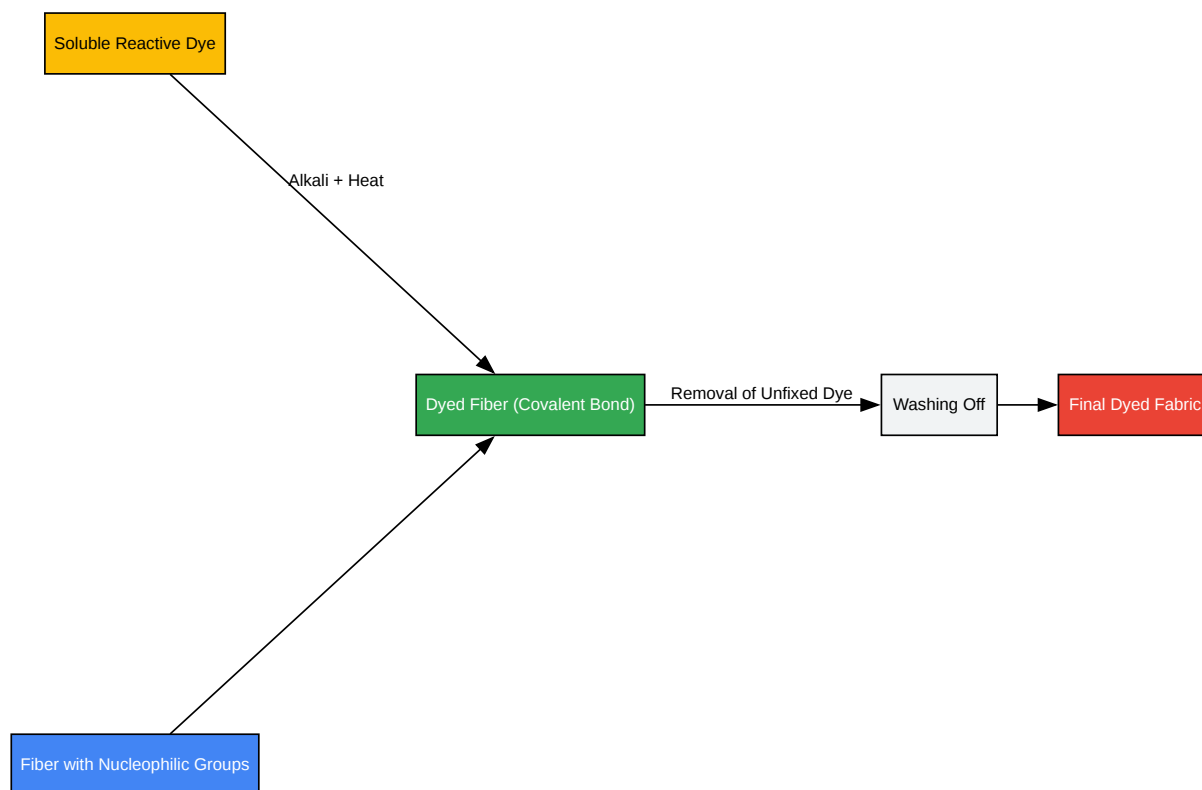 Soluble Reactive Dye
Alkali + Heat
Dyed Fiber (Covalent Bond)
Removal of Unfixed Dye
Washing Off
Final Dyed Fabric
Fiber with Nucleophilic Groups